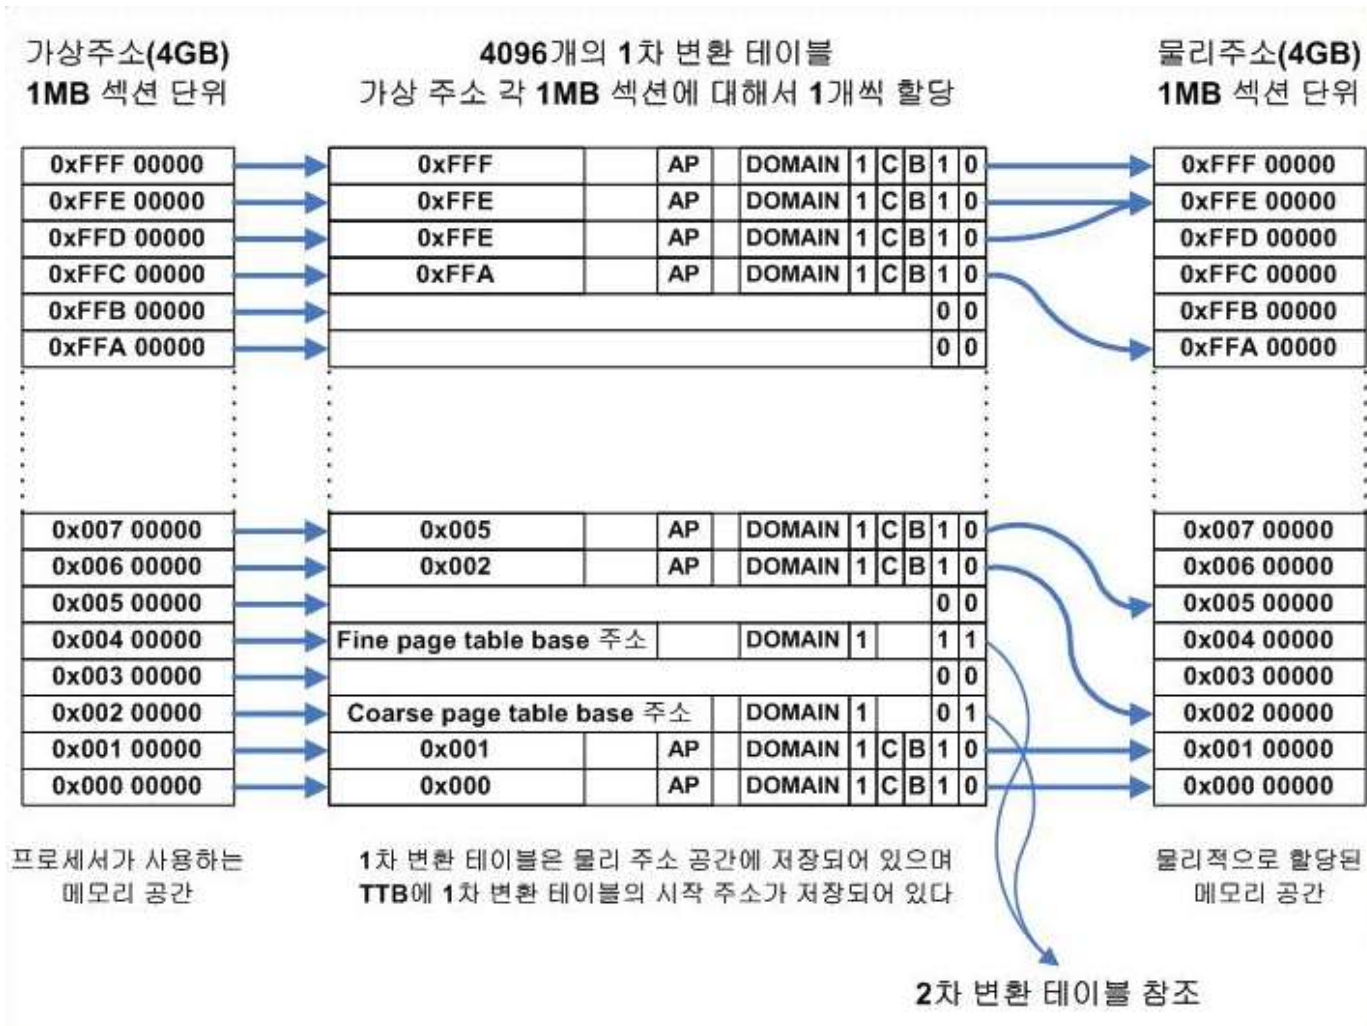 가상주소(4GB)
1MB 섹션 단위
4096개의 1차 변환 테이블
가상 주소 각 1MB 섹션에 대해서 1개씩 할당
물리주소(4GB)
1MB 섹션 단위
0xFFF 00000 0xFFF AP DOMAIN 1 C B 1 0 0xFFF 00000
0xFFE 00000 0xFFE AP DOMAIN 1 C B 1 0 0xFFE 00000
0xFFD 00000 0xFFE AP DOMAIN 1 C B 1 0 0xFFD 00000
0xFFC 00000 0xFFA AP DOMAIN 1 C B 1 0 0xFFC 00000
0xFFB 00000 0 0 0xFFB 00000
0xFFA 00000 0 0 0xFFA 00000
0x007 00000 0x005 AP DOMAIN 1 C B 1 0 0x007 00000
0x006 00000 0x002 AP DOMAIN 1 C B 1 0 0x006 00000
0x005 00000 0 0 0x005 00000
0x004 00000 Fine page table base 주소 DOMAIN 1 1 1 0x004 00000
0x003 00000 0 0 0x003 00000
0x002 00000 Coarse page table base 주소 DOMAIN 1 0 1 0x002 00000
0x001 00000 0x001 AP DOMAIN 1 C B 1 0 0x001 00000
0x000 00000 0x000 AP DOMAIN 1 C B 1 0 0x000 00000
프로세서가 사용하는
메모리 공간
1차 변환 테이블은 물리 주소 공간에 저장되어 있으며
TTB에 1차 변환 테이블의 시작 주소가 저장되어 있다
물리적으로 할당된
메모리 공간
2차 변환 테이블 참조